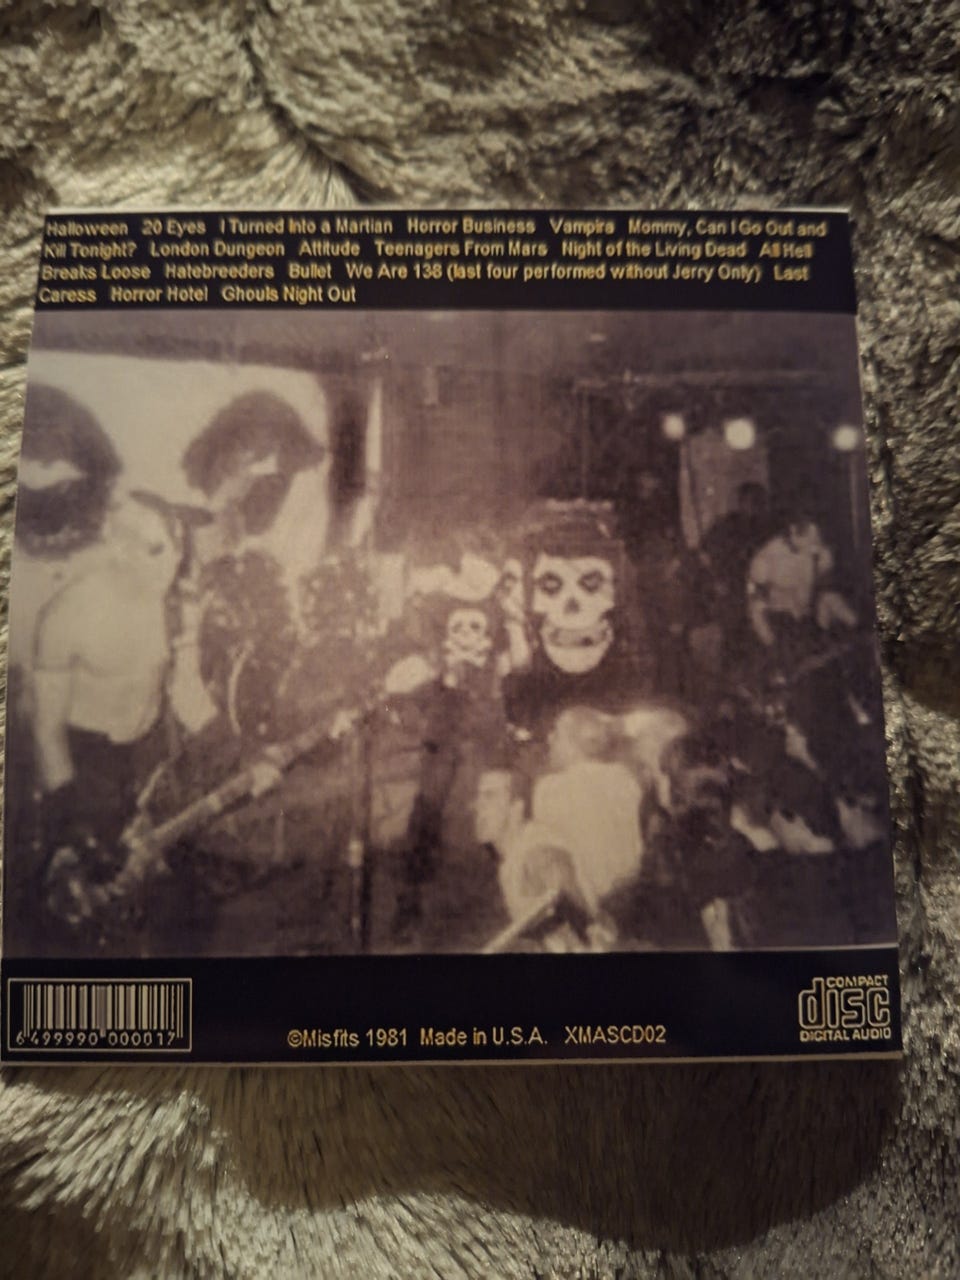 Halloween 20 Eyes I Turned Into a Martian Horror Business Vampira Mommy, Can I Go Out and
Kill Tonight? London Dungeon Attitude Teenagers From Mars Night of the Living Dead All Hell
Breaks Loose Hatebreeders Bullet We Are 138 (last four performed without Jerry Only) Last
Caress Horror Hotel Ghouls Night Out
6 499990 000017
©Misfits 1981 Made in U.S.A. XMASCD02
COMPACT
disc
DIGITAL AUDIO